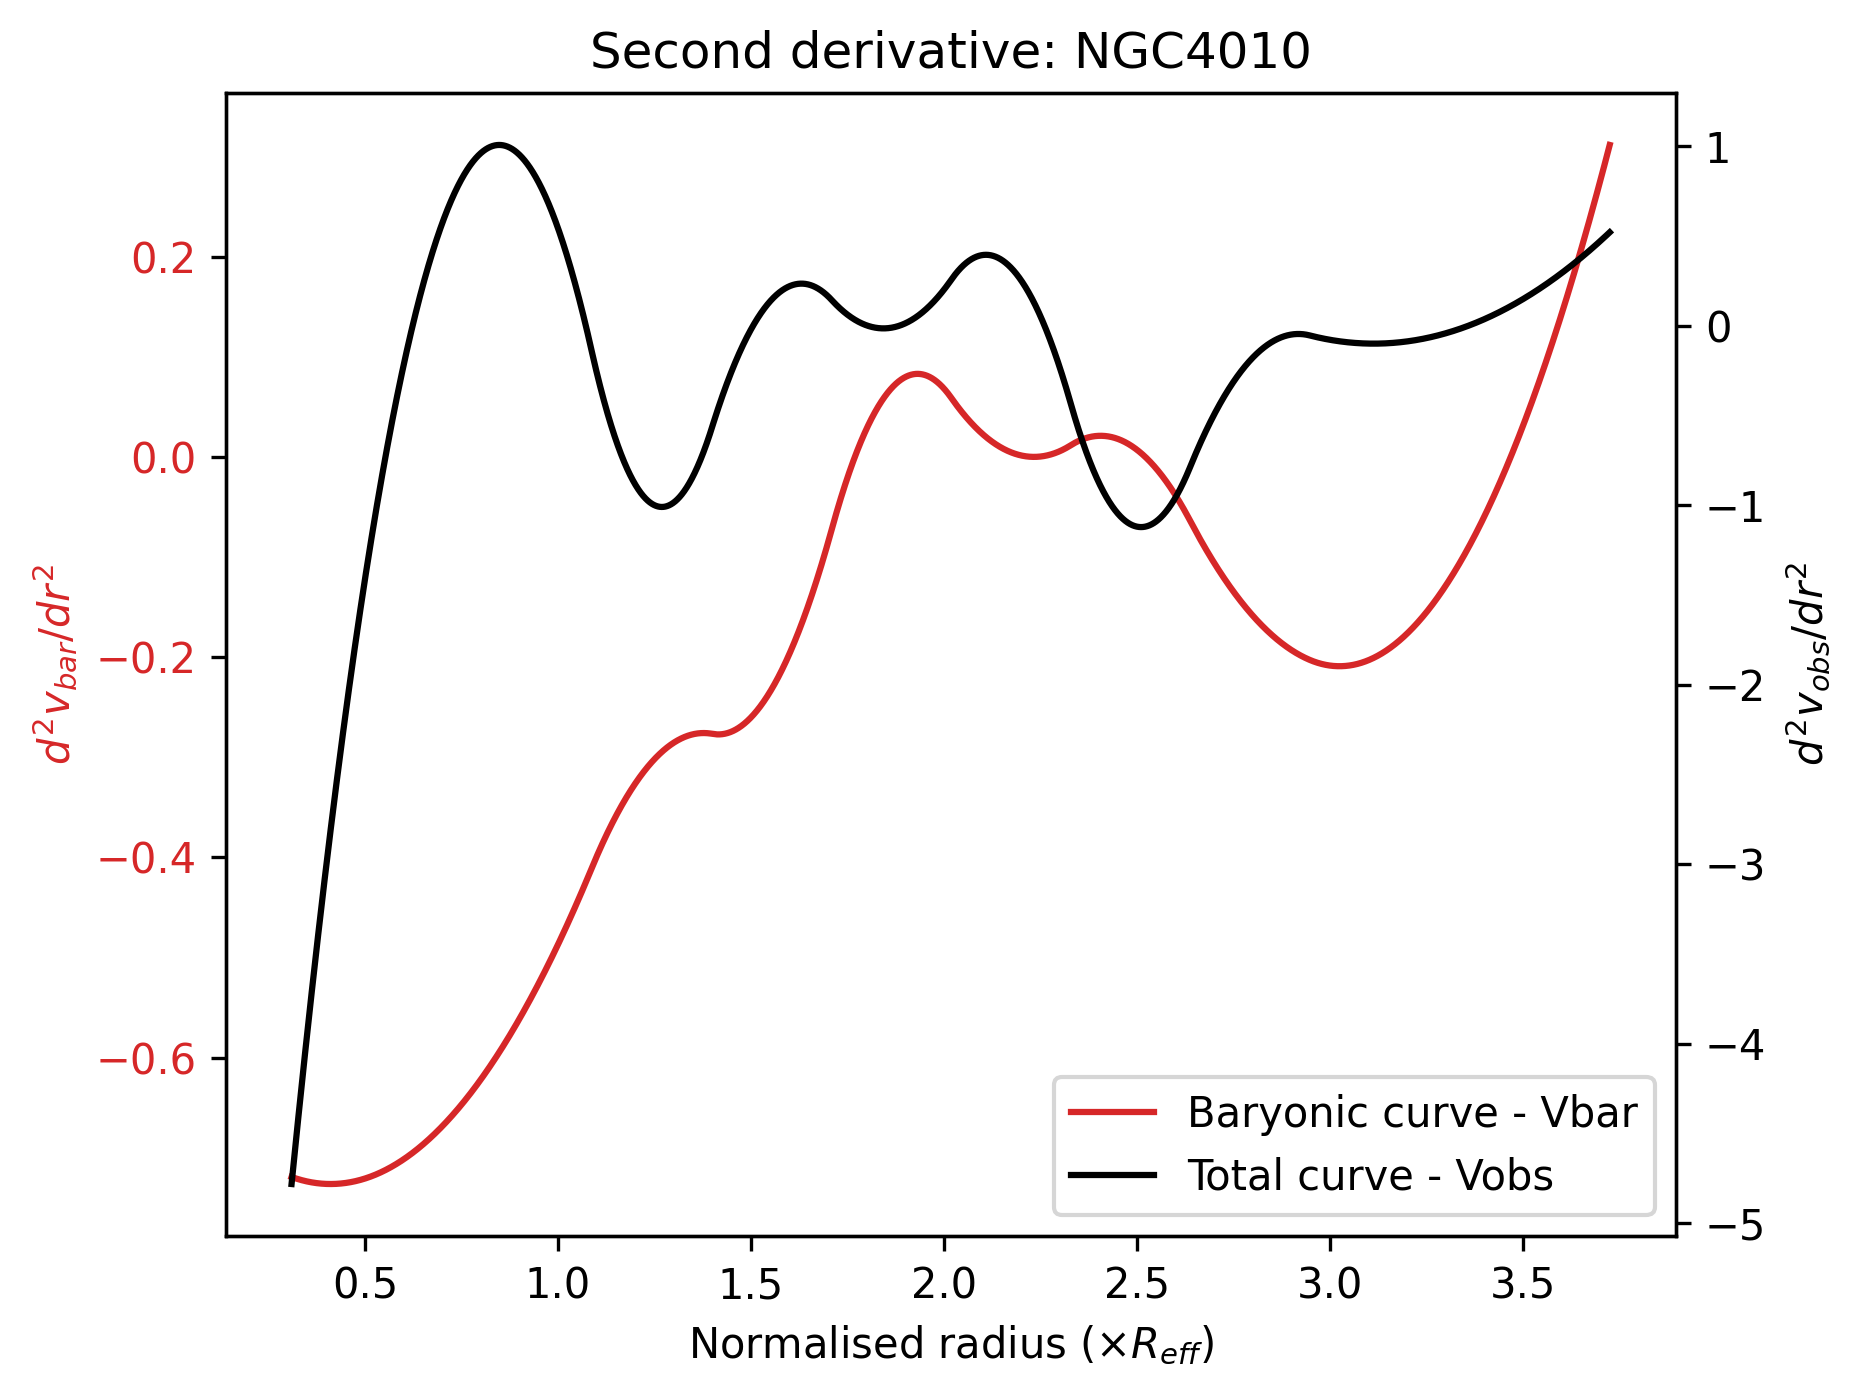 Second derivative: NGC4010
0.2
0.0
−0.2
−0.4
−0.6
d²v_bar/dr²
1
0
−1
−2
−3
−4
−5
d²v_obs/dr²
Baryonic curve - Vbar
Total curve - Vobs
0.5 1.0 1.5 2.0 2.5 3.0 3.5
Normalised radius (×R_eff)